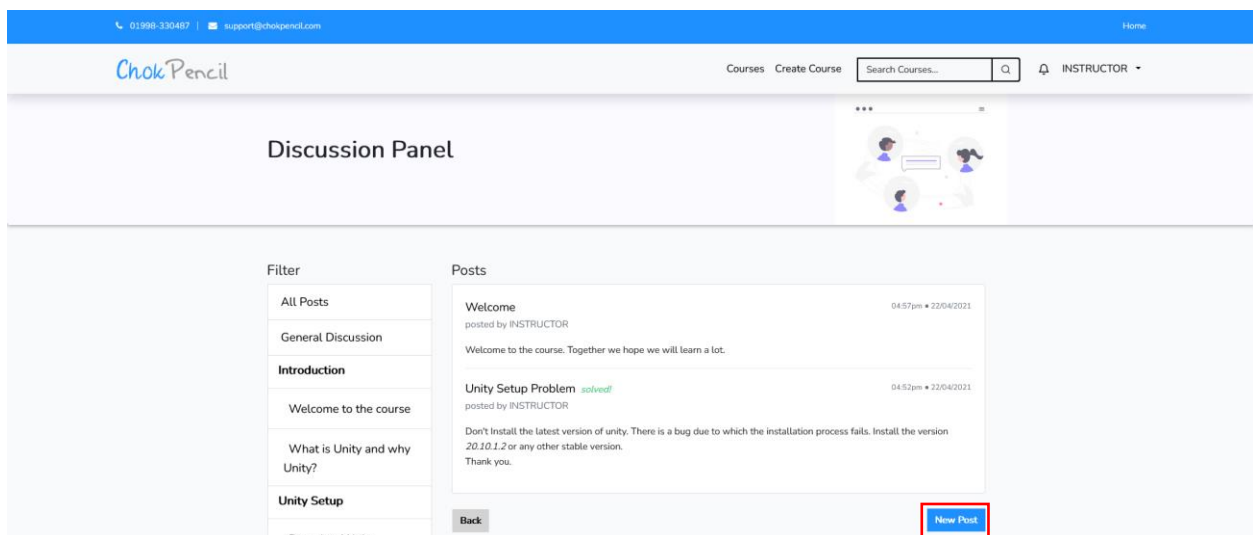 01998-330487 | support@chokpencil.com
Home
ChokPencil
Courses Create Course Search Courses... INSTRUCTOR
Discussion Panel
Filter
All Posts
General Discussion
Introduction
Welcome to the course
What is Unity and why
Unity?
Unity Setup
Posts
Welcome 04:57pm • 22/04/2021
posted by INSTRUCTOR
Welcome to the course. Together we hope we will learn a lot.
Unity Setup Problem solved! 04:52pm • 22/04/2021
posted by INSTRUCTOR
Don't Install the latest version of unity. There is a bug due to which the installation process fails. Install the version
20.10.1.2 or any other stable version.
Thank you.
Back New Post